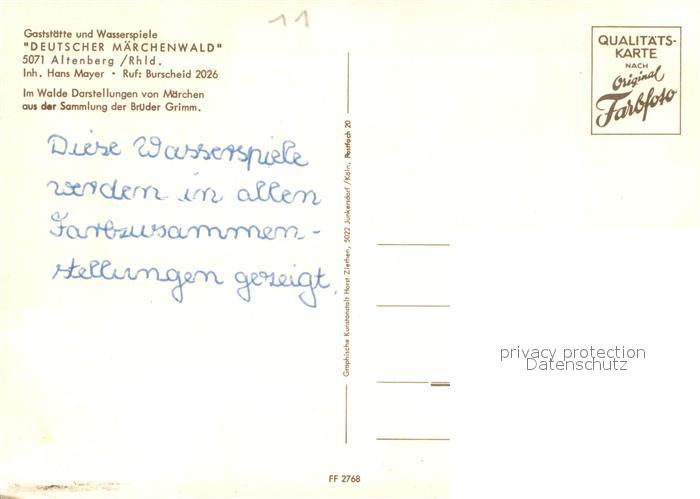 11
Gaststätte und Wasserspiele
"DEUTSCHER MÄRCHENWALD"
5071 Altenberg /Rhld.
Inh. Hans Mayer · Ruf: Burscheid 2026
Im Walde Darstellungen von Märchen
aus der Sammlung der Brüder Grimm.
Diese Wasserspiele
werden in allen
Farbzusammen-
stellungen gezeigt.
Graphische Kunstanstalt Horst Ziethen, 5022 Junkersdorf /Köln, Postfach 20
QUALITÄTS-
KARTE
NACH
Original
Farbfoto
privacy protection
Datenschutz
FF 2768